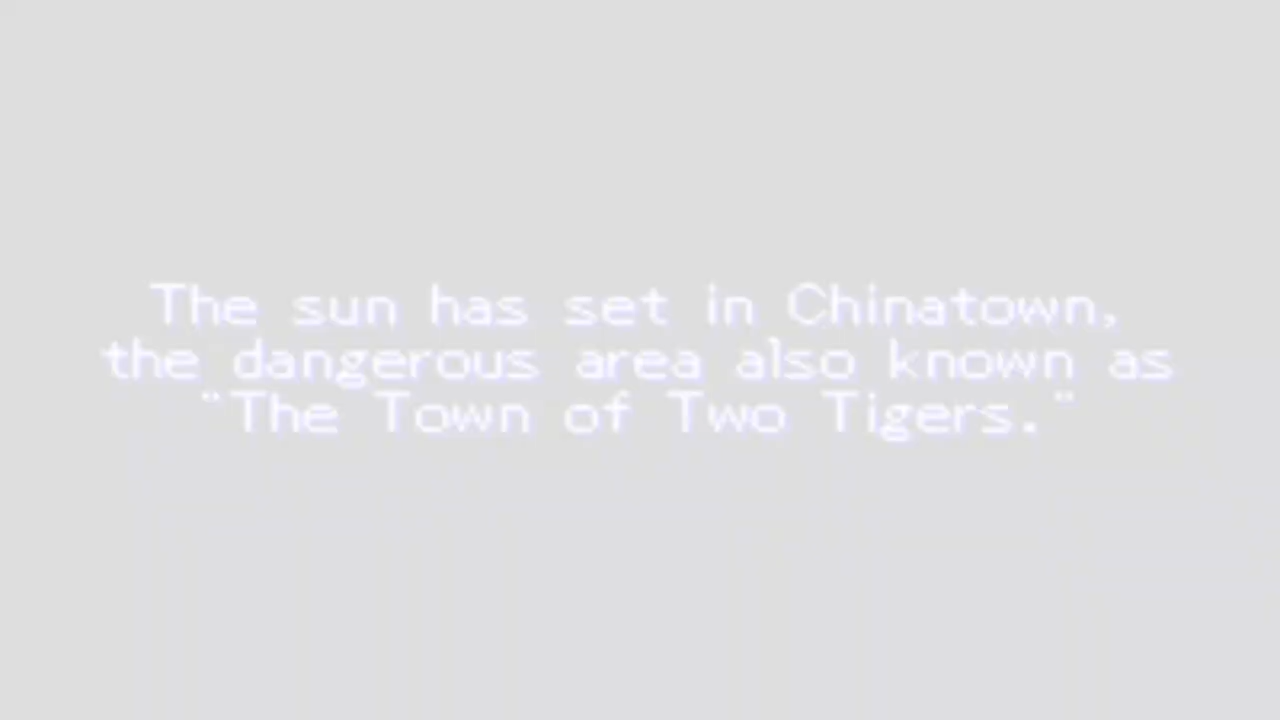 The sun has set in Chinatown,
the dangerous area also known as
"The Town of Two Tigers."